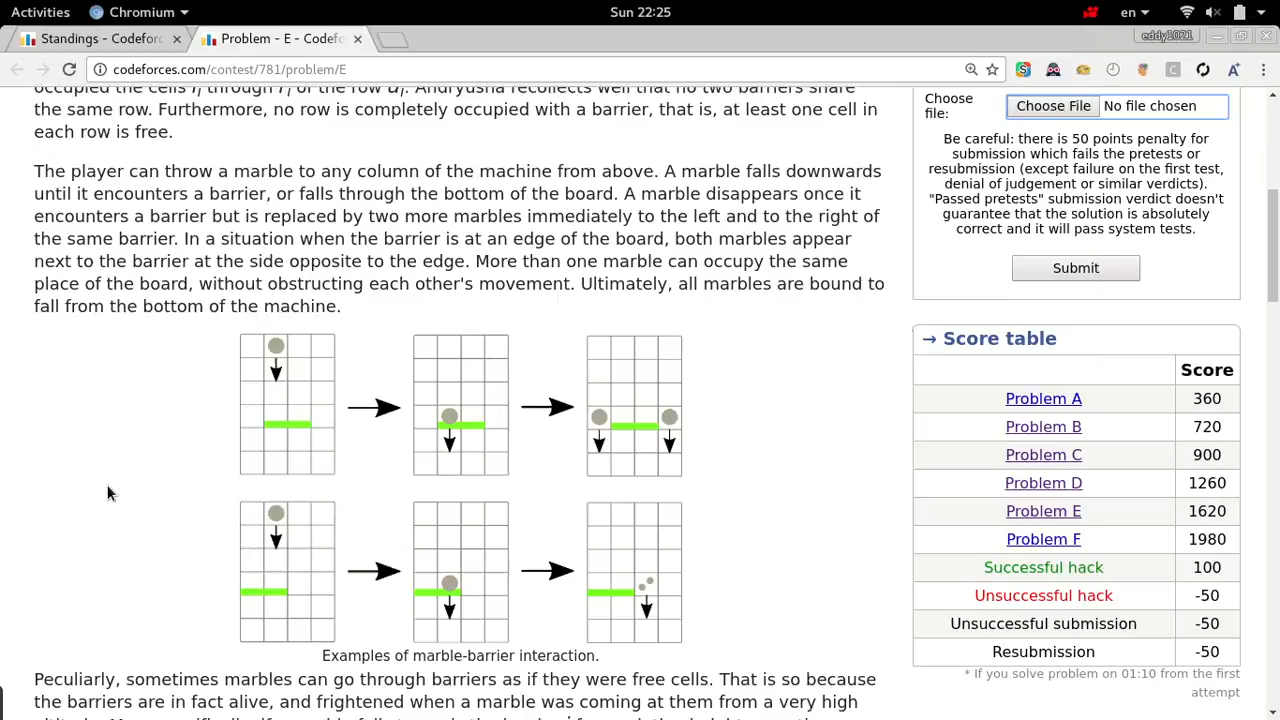 Activities Chromium Sun 22:25 en
Standings - Codeforc Problem - E - Codef eddy1021
codeforces.com/contest/781/problem/E
the same row. Furthermore, no row is completely occupied with a barrier, that is, at least one cell in
each row is free.
The player can throw a marble to any column of the machine from above. A marble falls downwards
until it encounters a barrier, or falls through the bottom of the board. A marble disappears once it
encounters a barrier but is replaced by two more marbles immediately to the left and to the right of
the same barrier. In a situation when the barrier is at an edge of the board, both marbles appear
next to the barrier at the side opposite to the edge. More than one marble can occupy the same
place of the board, without obstructing each other's movement. Ultimately, all marbles are bound to
fall from the bottom of the machine.
Examples of marble-barrier interaction.
Peculiarly, sometimes marbles can go through barriers as if they were free cells. That is so because
the barriers are in fact alive, and frightened when a marble was coming at them from a very high
Choose
file:
Choose File No file chosen
Be careful: there is 50 points penalty for
submission which fails the pretests or
resubmission (except failure on the first test,
denial of judgement or similar verdicts).
"Passed pretests" submission verdict doesn't
guarantee that the solution is absolutely
correct and it will pass system tests.
Submit
→ Score table
Score
Problem A 360
Problem B 720
Problem C 900
Problem D 1260
Problem E 1620
Problem F 1980
Successful hack 100
Unsuccessful hack -50
Unsuccessful submission -50
Resubmission -50
* If you solve problem on 01:10 from the first
attempt